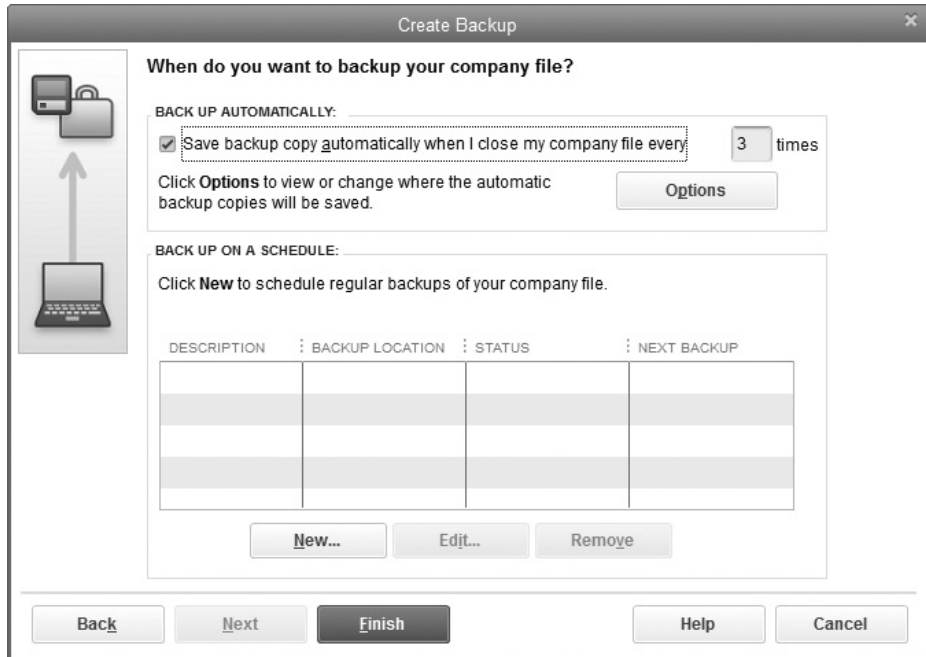 Create Backup
When do you want to backup your company file?
BACK UP AUTOMATICALLY:
Save backup copy automatically when I close my company file every 3 times
Click Options to view or change where the automatic
backup copies will be saved.
Options
BACK UP ON A SCHEDULE:
Click New to schedule regular backups of your company file.
DESCRIPTION BACKUP LOCATION STATUS NEXT BACKUP
New... Edit... Remove
Back Next Finish Help Cancel